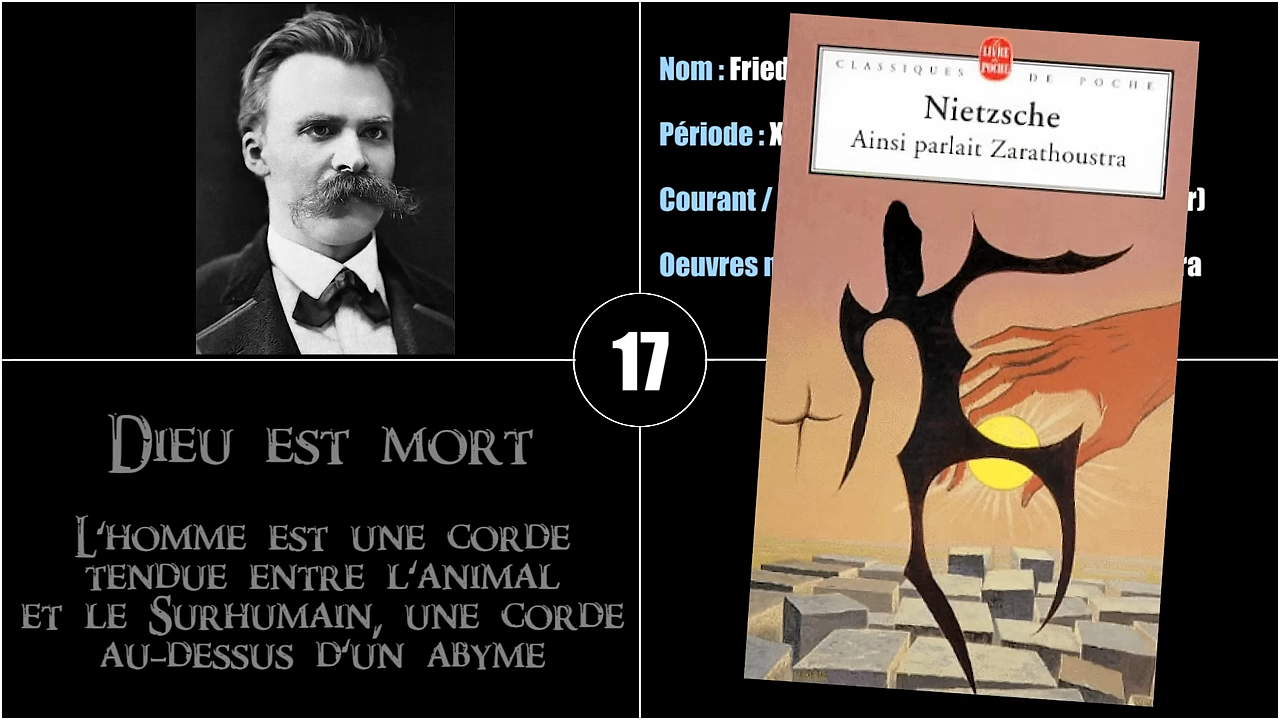 Nom : Fried
Période : X
Courant / r)
Oeuvres ra
LIVRE DE POCHE
CLASSIQUES DE POCHE
Nietzsche
Ainsi parlait Zarathoustra
17
DIEU EST MORT
L'HOMME EST UNE CORDE
TENDUE ENTRE L'ANIMAL
ET LE SURHUMAIN, UNE CORDE
AU-DESSUS D'UN ABYME